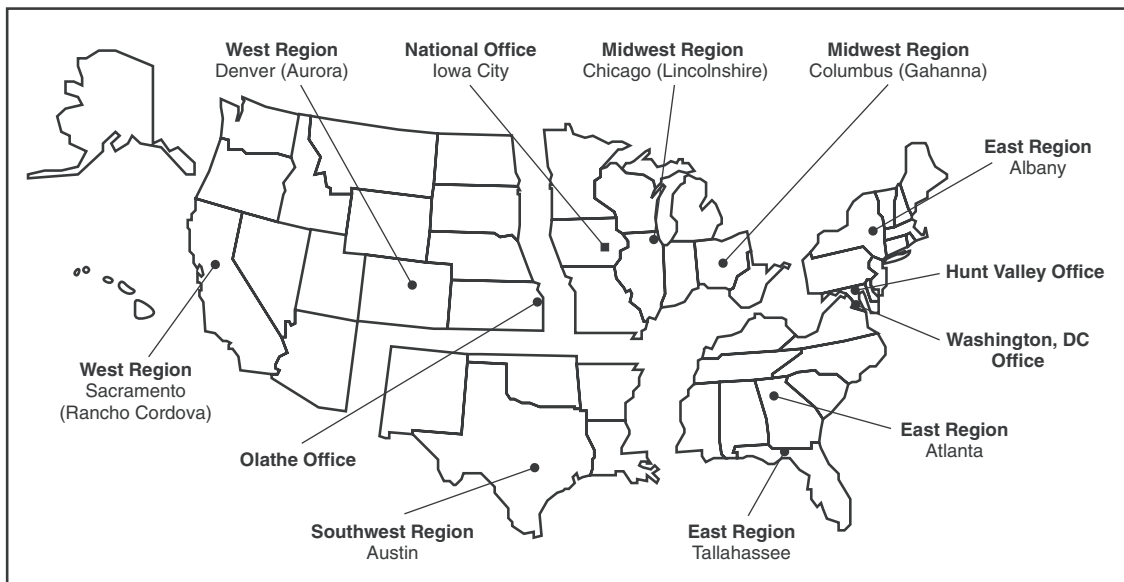 West Region
Denver (Aurora)
National Office
Iowa City
Midwest Region
Chicago (Lincolnshire)
Midwest Region
Columbus (Gahanna)
East Region
Albany
Hunt Valley Office
Washington, DC
Office
West Region
Sacramento
(Rancho Cordova)
Olathe Office
East Region
Atlanta
Southwest Region
Austin
East Region
Tallahassee